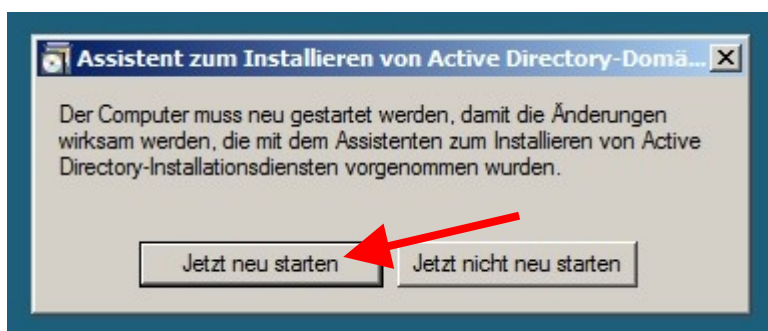 Assistent zum Installieren von Active Directory-Domä...
Der Computer muss neu gestartet werden, damit die Änderungen
wirksam werden, die mit dem Assistenten zum Installieren von Active
Directory-Installationsdiensten vorgenommen wurden.
Jetzt neu starten
Jetzt nicht neu starten